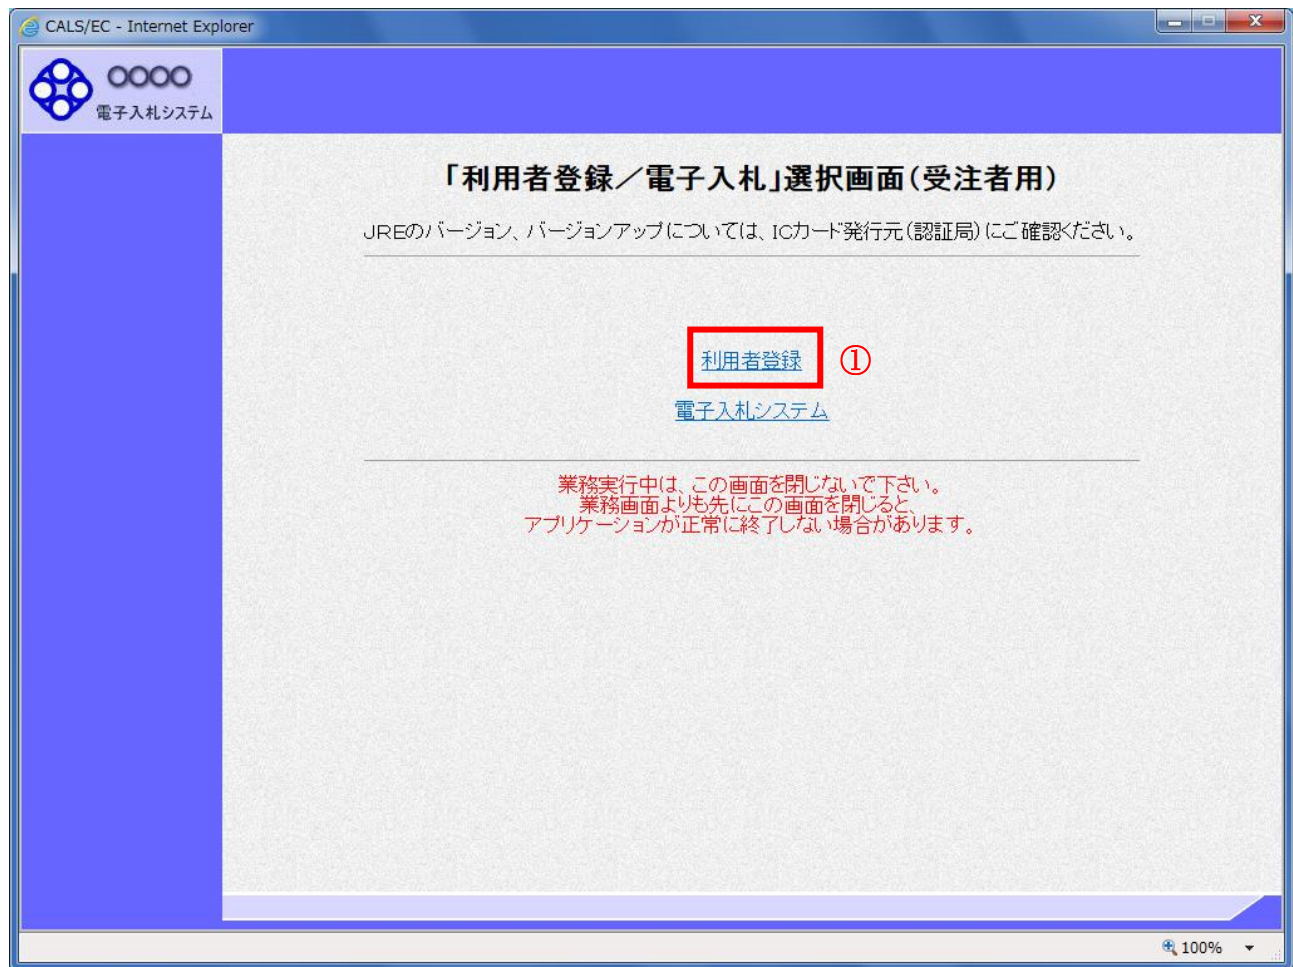 CALS/EC - Internet Explorer
○○○○
電子入札システム
「利用者登録／電子入札」選択画面(受注者用)
JREのバージョン、バージョンアップについては、ICカード発行元(認証局)にご確認ください。
利用者登録 ①
電子入札システム
業務実行中は、この画面を閉じないで下さい。
業務画面よりも先にこの画面を閉じると、
アプリケーションが正常に終了しない場合があります。
100%